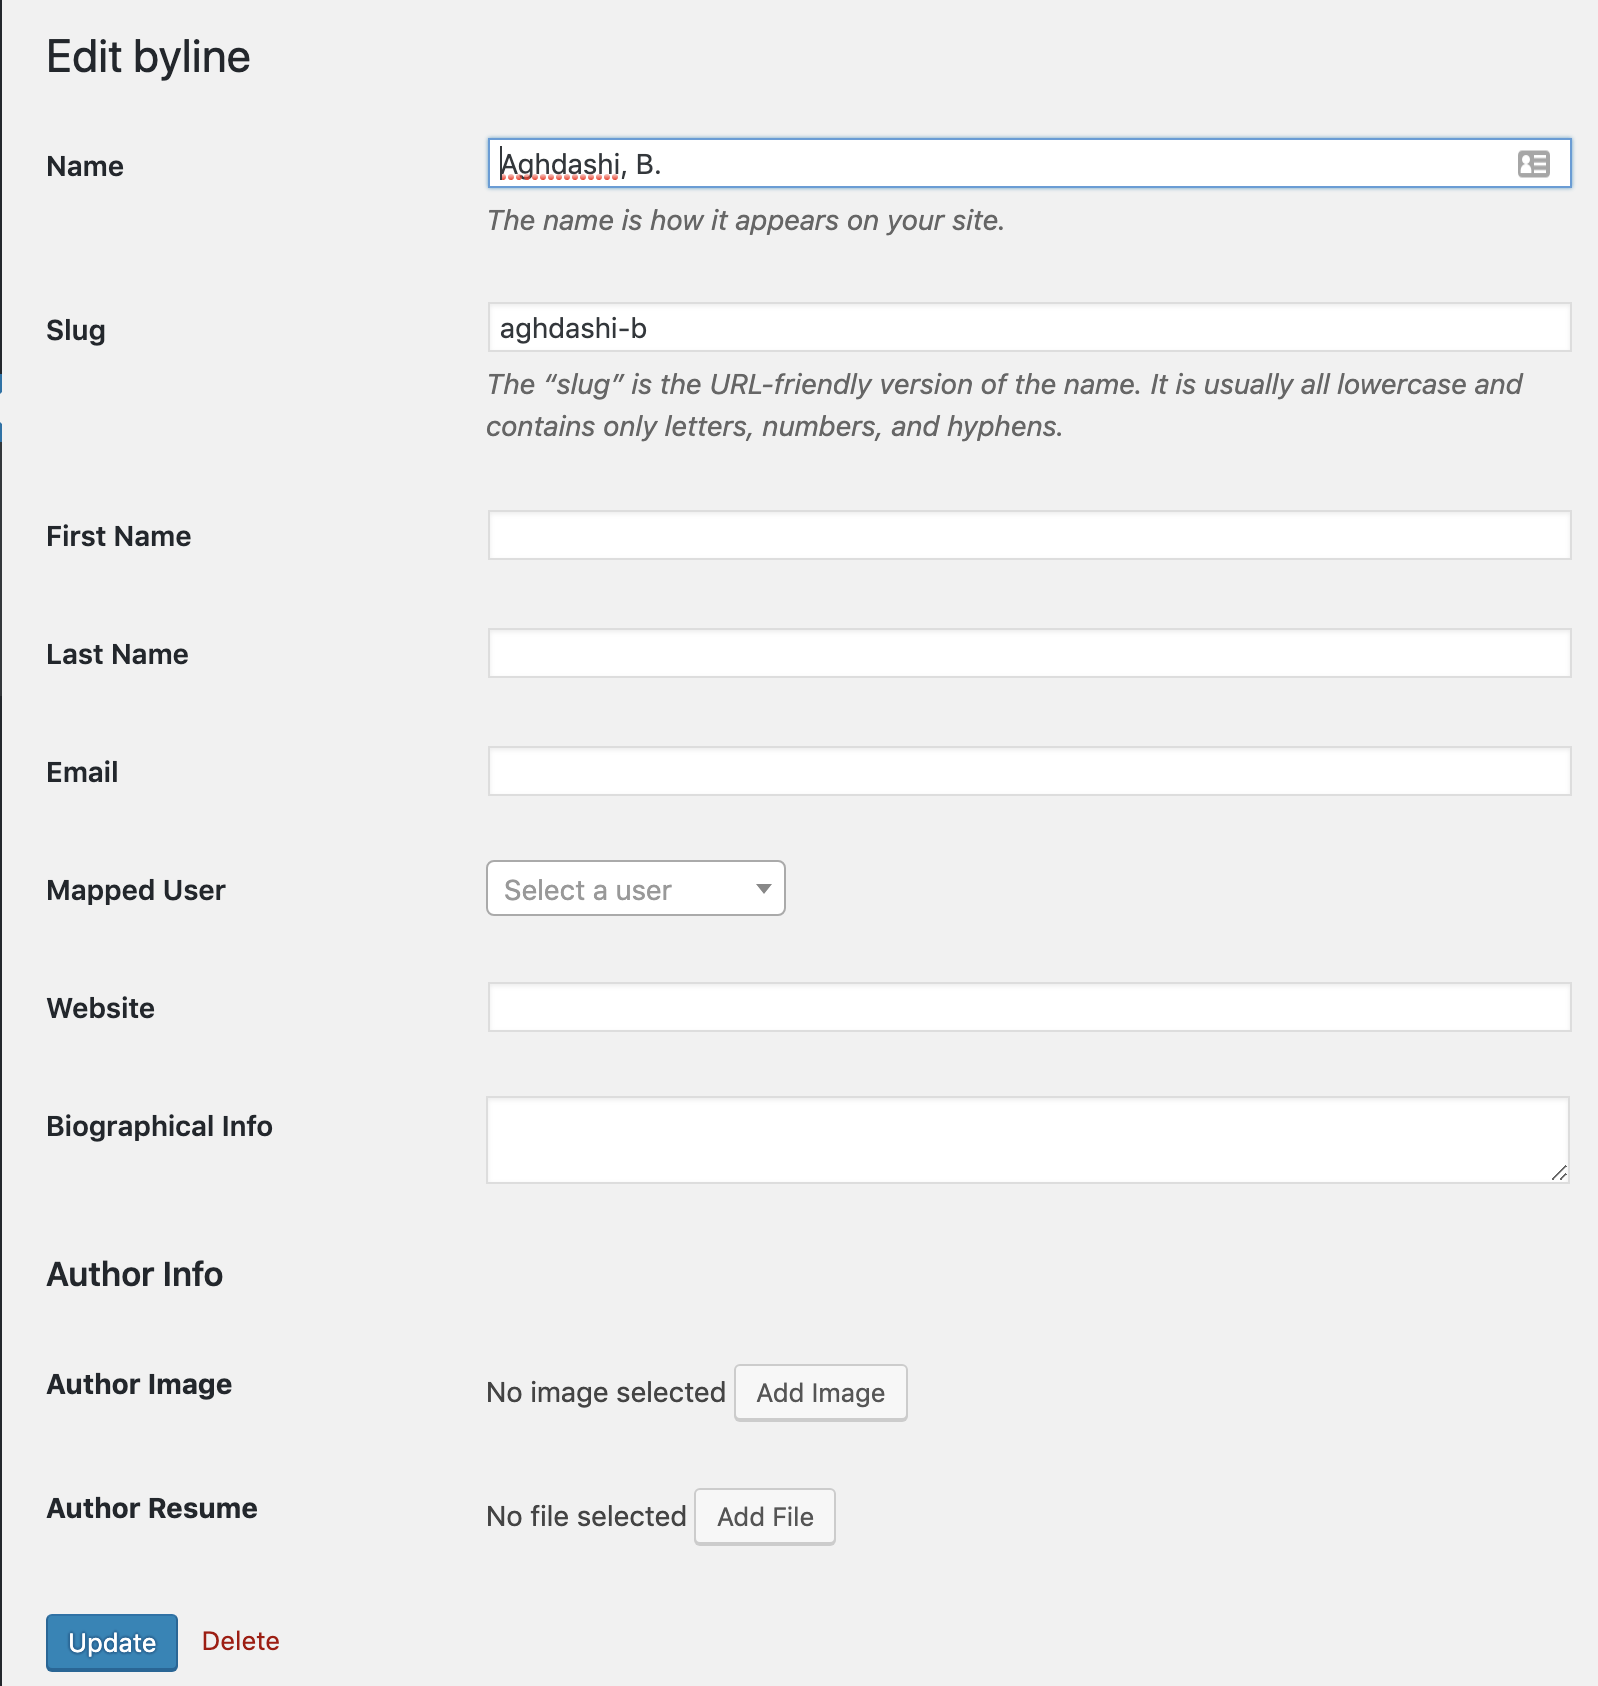 Edit byline
Name
Aghdashi, B.
The name is how it appears on your site.
Slug
aghdashi-b
The “slug” is the URL-friendly version of the name. It is usually all lowercase and
contains only letters, numbers, and hyphens.
First Name
Last Name
Email
Mapped User
Select a user
Website
Biographical Info
Author Info
Author Image
No image selected Add Image
Author Resume
No file selected Add File
Update Delete